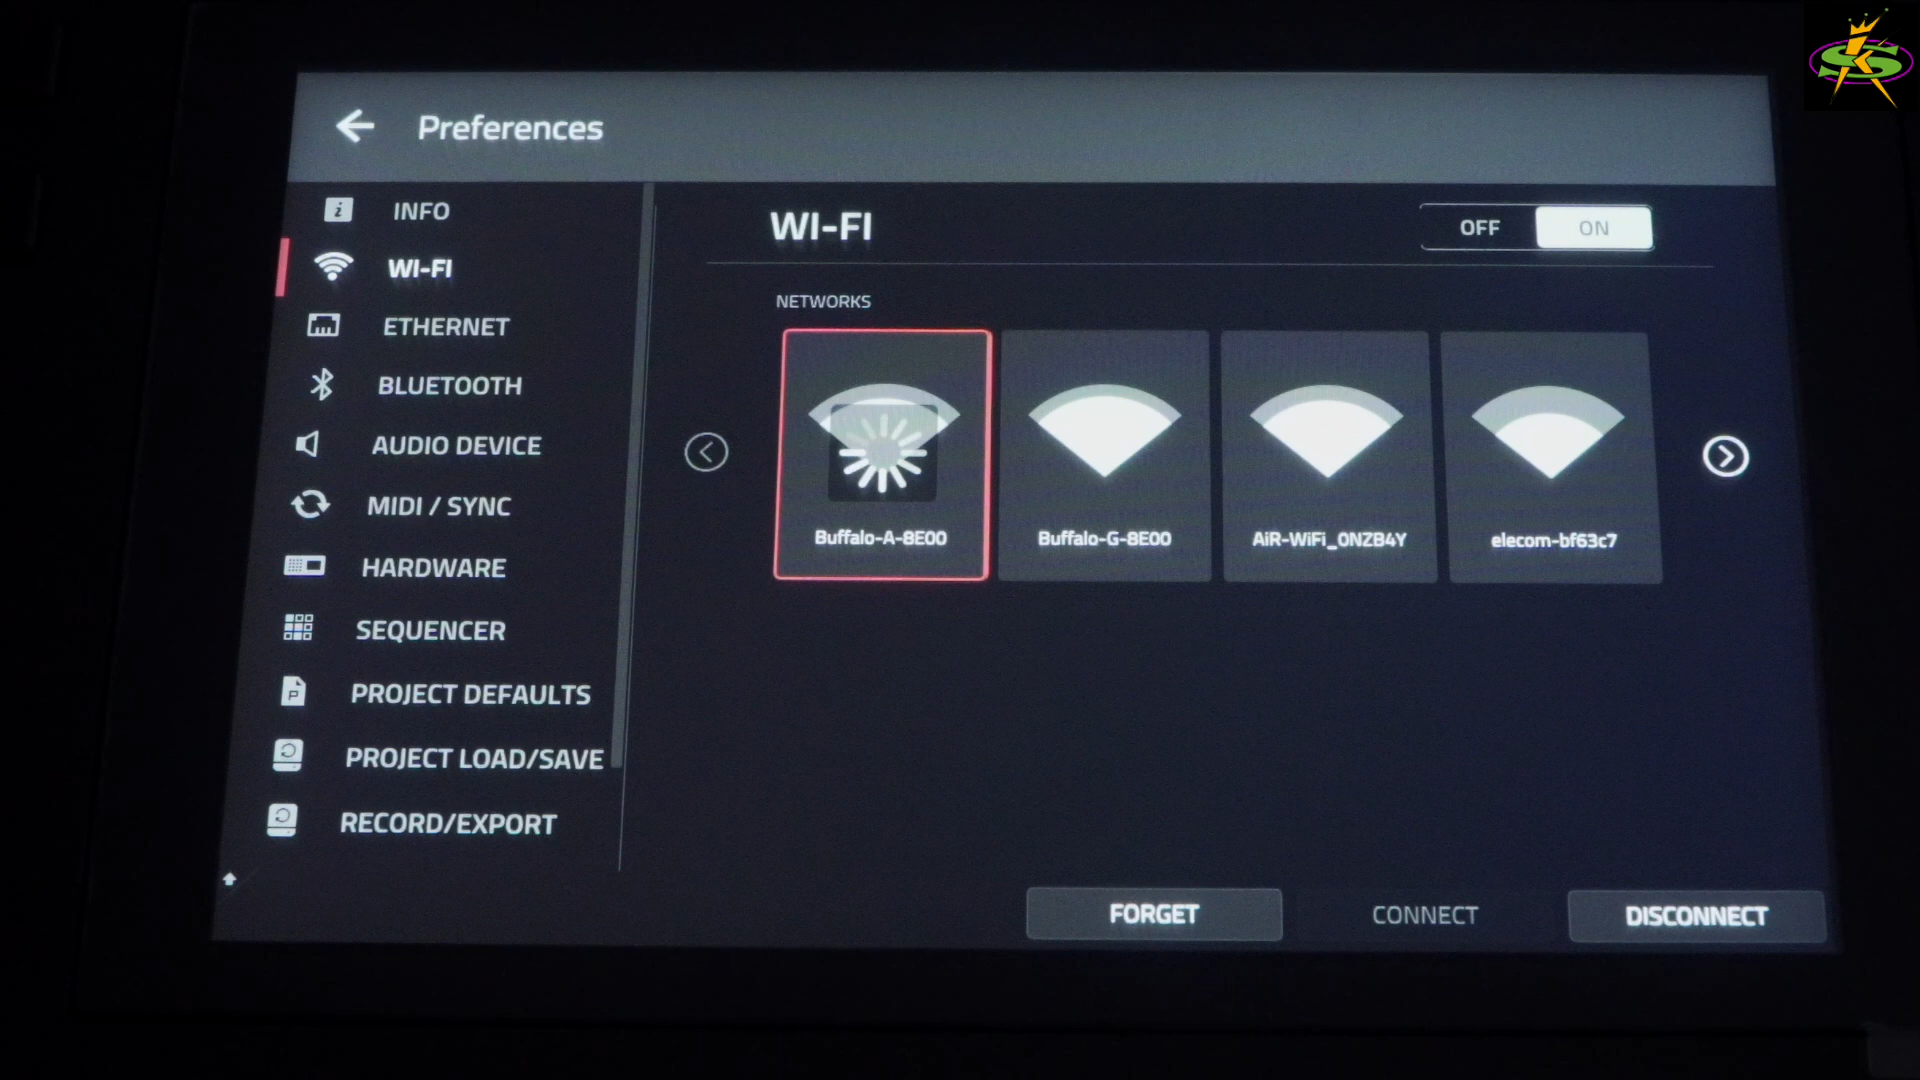 Preferences
INFO
WI-FI
ETHERNET
BLUETOOTH
AUDIO DEVICE
MIDI / SYNC
HARDWARE
SEQUENCER
PROJECT DEFAULTS
PROJECT LOAD/SAVE
RECORD/EXPORT
WI-FI
OFF ON
NETWORKS
Buffalo-A-8E00
Buffalo-G-8E00
AiR-WiFi_0NZB4Y
elecom-bf63c7
FORGET CONNECT DISCONNECT